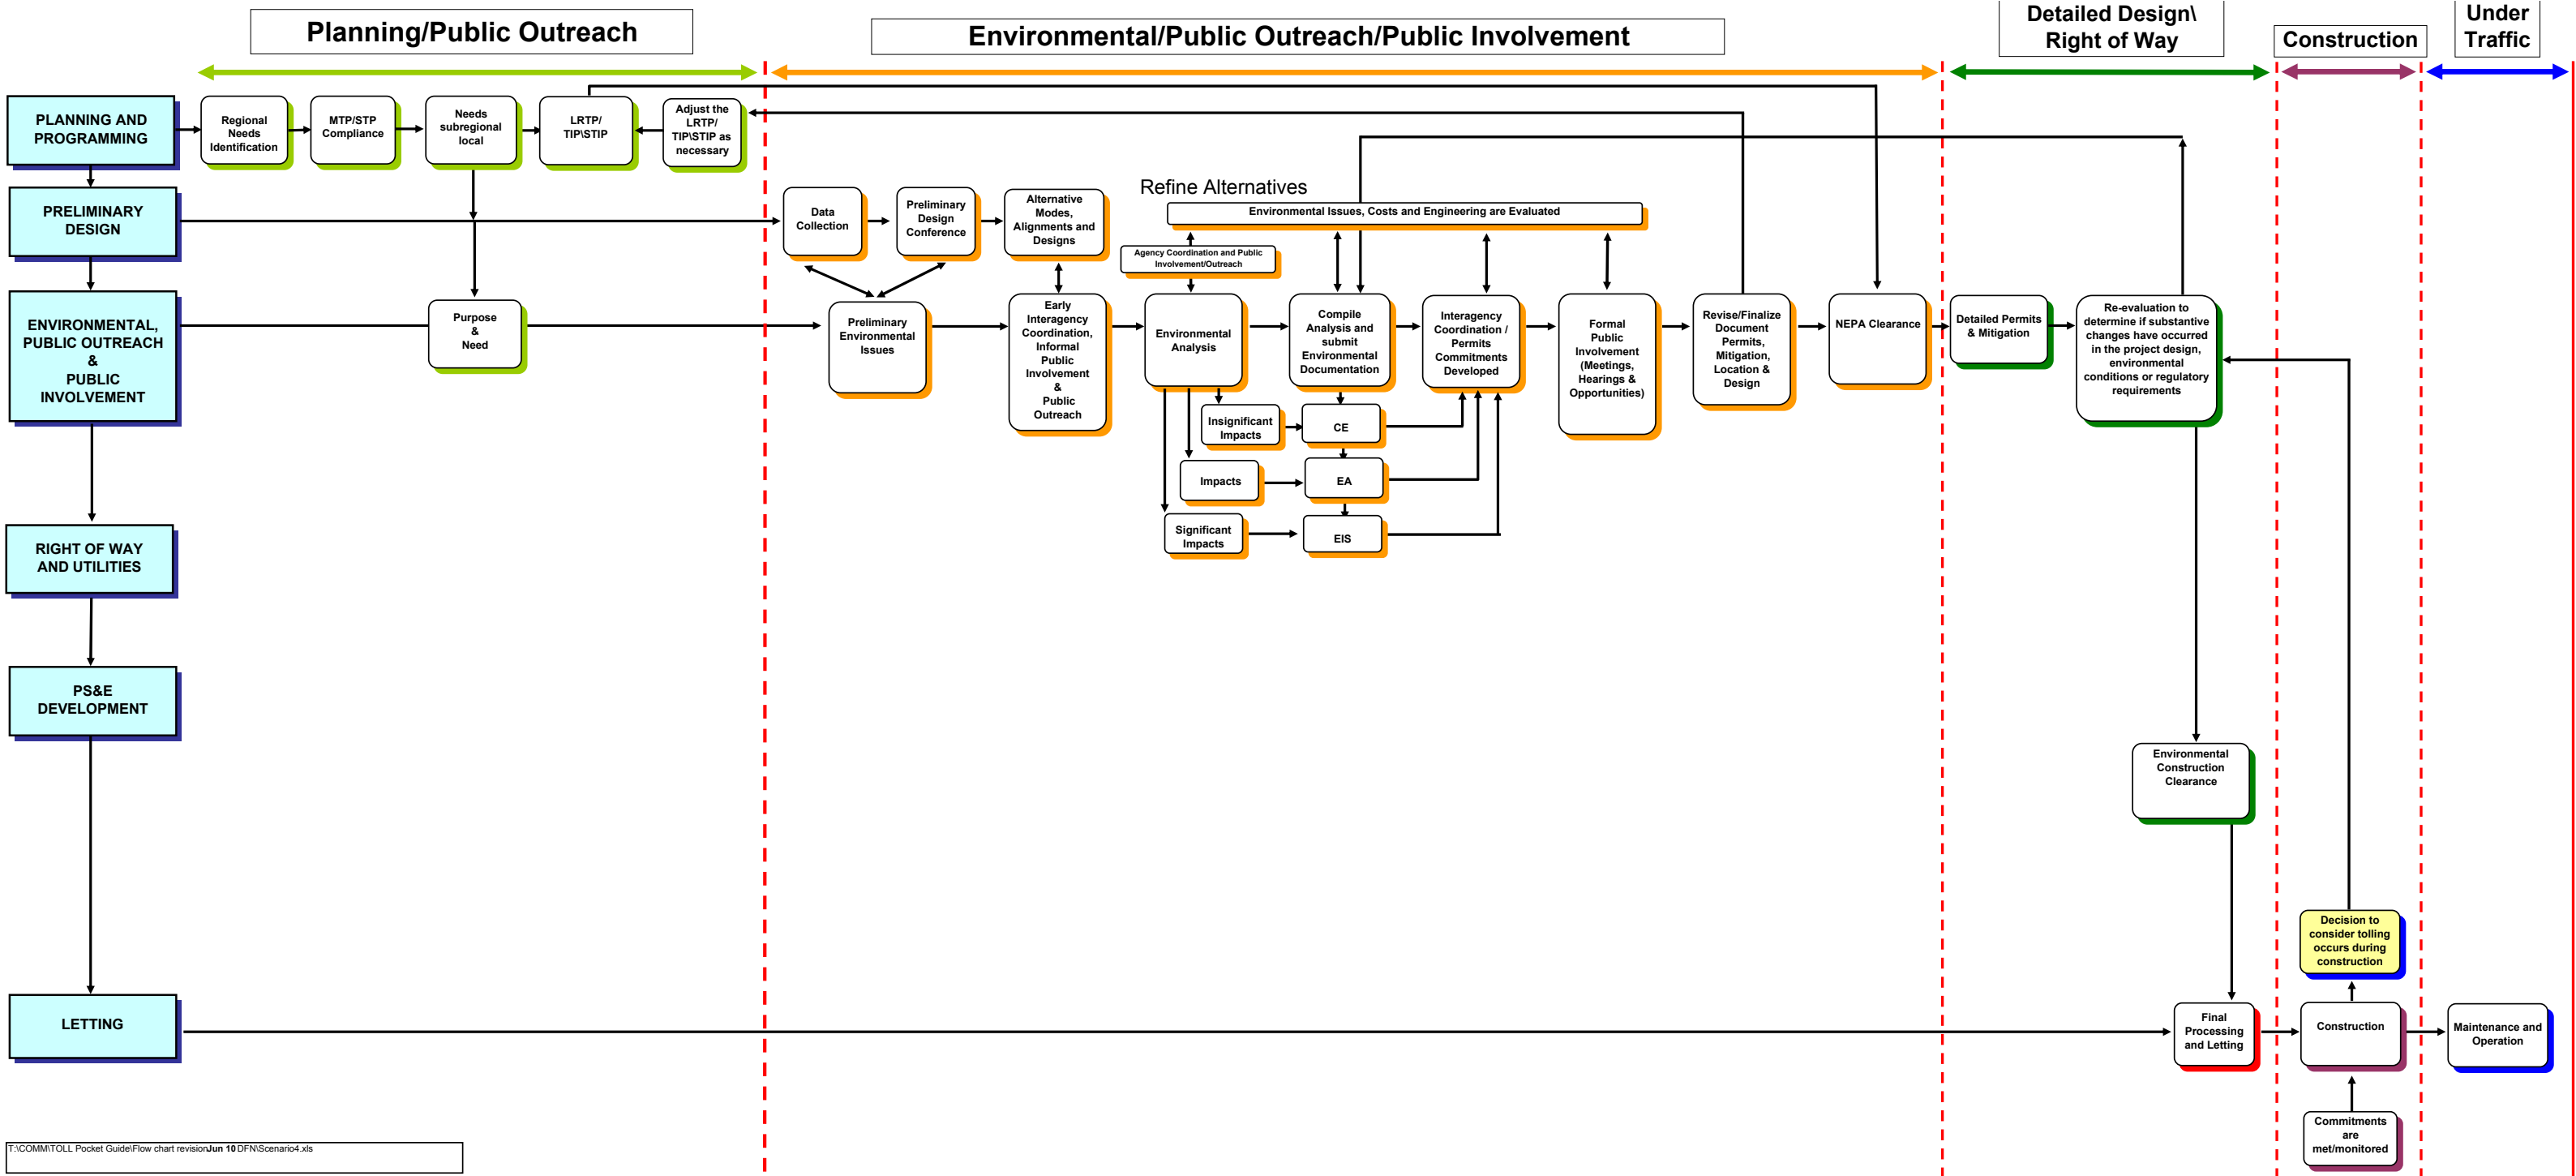 Planning/Public Outreach
Environmental/Public Outreach/Public Involvement
Detailed Design\
Right of Way
Construction
Under
Traffic
PLANNING AND
PROGRAMMING
Regional
Needs
Identification
MTP/STP
Compliance
Needs
subregional
local
LRTP/
TIP\STIP
Adjust the
LRTP/
TIP\STIP as
necessary
PRELIMINARY
DESIGN
Data
Collection
Preliminary
Design
Conference
Alternative
Modes,
Alignments and
Designs
Refine Alternatives
Environmental Issues, Costs and Engineering are Evaluated
Agency Coordination and Public
Involvement/Outreach
ENVIRONMENTAL,
PUBLIC OUTREACH
&
PUBLIC
INVOLVEMENT
Purpose
&
Need
Preliminary
Environmental
Issues
Early
Interagency
Coordination,
Informal
Public
Involvement
&
Public
Outreach
Environmental
Analysis
Compile
Analysis and
submit
Environmental
Documentation
Interagency
Coordination /
Permits
Commitments
Developed
Formal
Public
Involvement
(Meetings,
Hearings &
Opportunities)
Revise/Finalize
Document
Permits,
Mitigation,
Location &
Design
NEPA Clearance
Detailed Permits
& Mitigation
Re-evaluation to
determine if substantive
changes have occurred
in the project design,
environmental
conditions or regulatory
requirements
Insignificant
Impacts
CE
Impacts
EA
Significant
Impacts
EIS
RIGHT OF WAY
AND UTILITIES
PS&E
DEVELOPMENT
Environmental
Construction
Clearance
Decision to
consider tolling
occurs during
construction
LETTING
Final
Processing
and Letting
Construction
Maintenance and
Operation
Commitments
are
met/monitored
T:\COMM\TOLL Pocket Guide\Flow chart revisionJun 10 DFN\Scenario4.xls